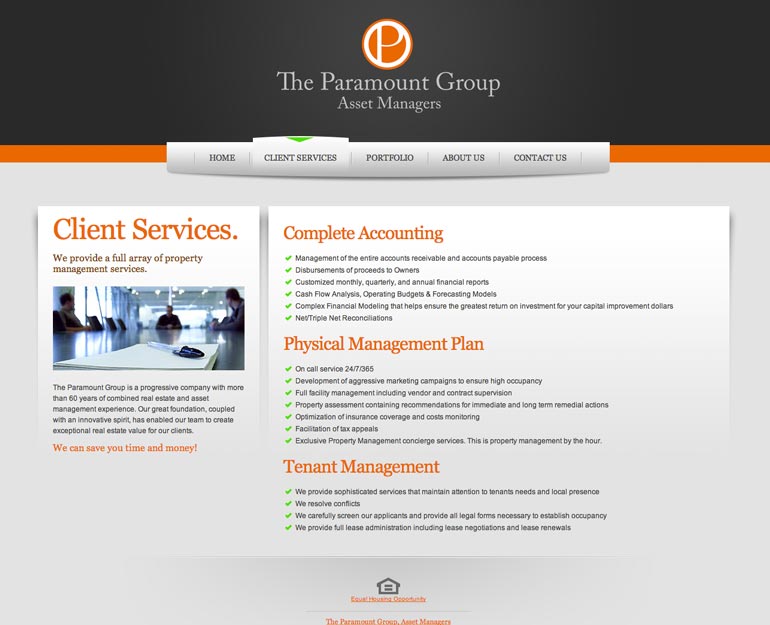 P
The Paramount Group
Asset Managers
HOME CLIENT SERVICES PORTFOLIO ABOUT US CONTACT US
Client Services.
We provide a full array of property
management services.
The Paramount Group is a progressive company with more
than 60 years of combined real estate and asset
management experience. Our great foundation, coupled
with an innovative spirit, has enabled our team to create
exceptional real estate value for our clients.
We can save you time and money!
Complete Accounting
Management of the entire accounts receivable and accounts payable process
Disbursements of proceeds to Owners
Customized monthly, quarterly, and annual financial reports
Cash Flow Analysis, Operating Budgets & Forecasting Models
Complex Financial Modeling that helps ensure the greatest return on investment for your capital improvement dollars
Net/Triple Net Reconciliations
Physical Management Plan
On call service 24/7/365
Development of aggressive marketing campaigns to ensure high occupancy
Full facility management including vendor and contract supervision
Property assessment containing recommendations for immediate and long term remedial actions
Optimization of insurance coverage and costs monitoring
Facilitation of tax appeals
Exclusive Property Management concierge services. This is property management by the hour.
Tenant Management
We provide sophisticated services that maintain attention to tenants needs and local presence
We resolve conflicts
We carefully screen our applicants and provide all legal forms necessary to establish occupancy
We provide full lease administration including lease negotiations and lease renewals
Equal Housing Opportunity
The Paramount Group, Asset Managers